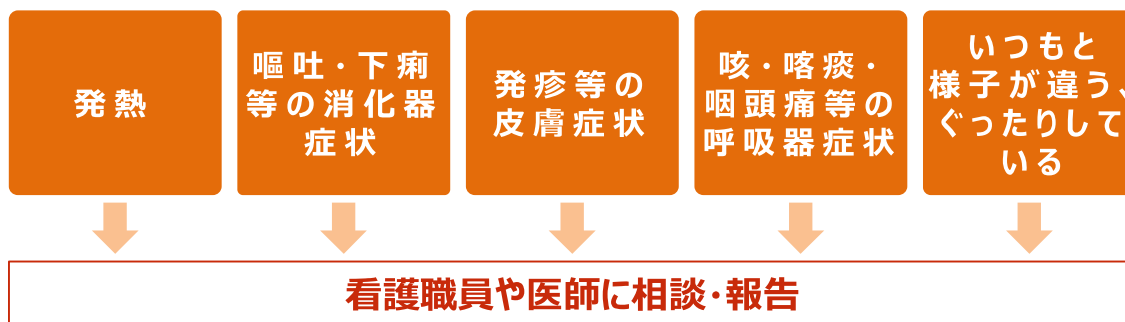 発熱
嘔吐・下痢
等の消化器
症状
発疹等の
皮膚症状
咳・喀痰・
咽頭痛等の
呼吸器症状
いつもと
様子が違う、
ぐったりして
いる
看護職員や医師に相談・報告